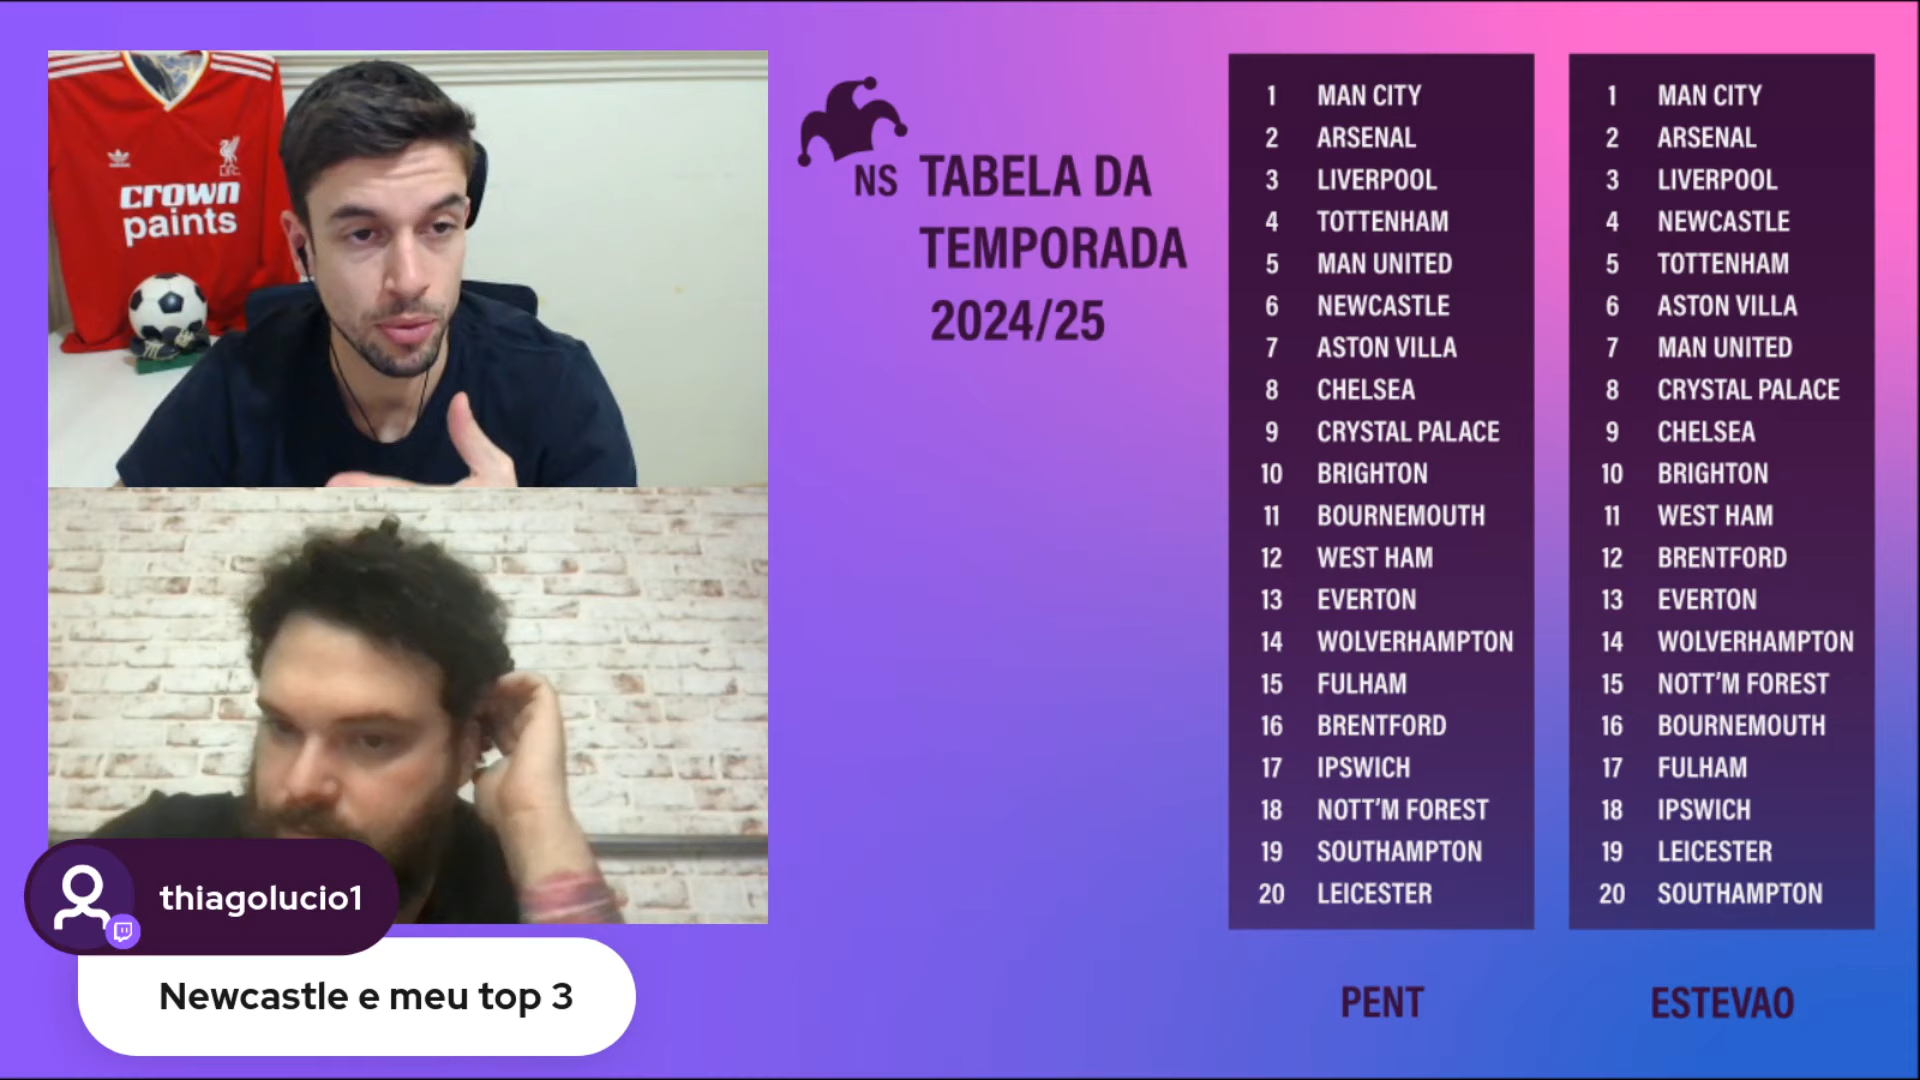 crown
paints
L.F.C.
NS TABELA DA
TEMPORADA
2024/25
1 MAN CITY
2 ARSENAL
3 LIVERPOOL
4 TOTTENHAM
5 MAN UNITED
6 NEWCASTLE
7 ASTON VILLA
8 CHELSEA
9 CRYSTAL PALACE
10 BRIGHTON
11 BOURNEMOUTH
12 WEST HAM
13 EVERTON
14 WOLVERHAMPTON
15 FULHAM
16 BRENTFORD
17 IPSWICH
18 NOTT'M FOREST
19 SOUTHAMPTON
20 LEICESTER
PENT
1 MAN CITY
2 ARSENAL
3 LIVERPOOL
4 NEWCASTLE
5 TOTTENHAM
6 ASTON VILLA
7 MAN UNITED
8 CRYSTAL PALACE
9 CHELSEA
10 BRIGHTON
11 WEST HAM
12 BRENTFORD
13 EVERTON
14 WOLVERHAMPTON
15 NOTT'M FOREST
16 BOURNEMOUTH
17 FULHAM
18 IPSWICH
19 LEICESTER
20 SOUTHAMPTON
ESTEVAO
thiagolucio1
Newcastle e meu top 3